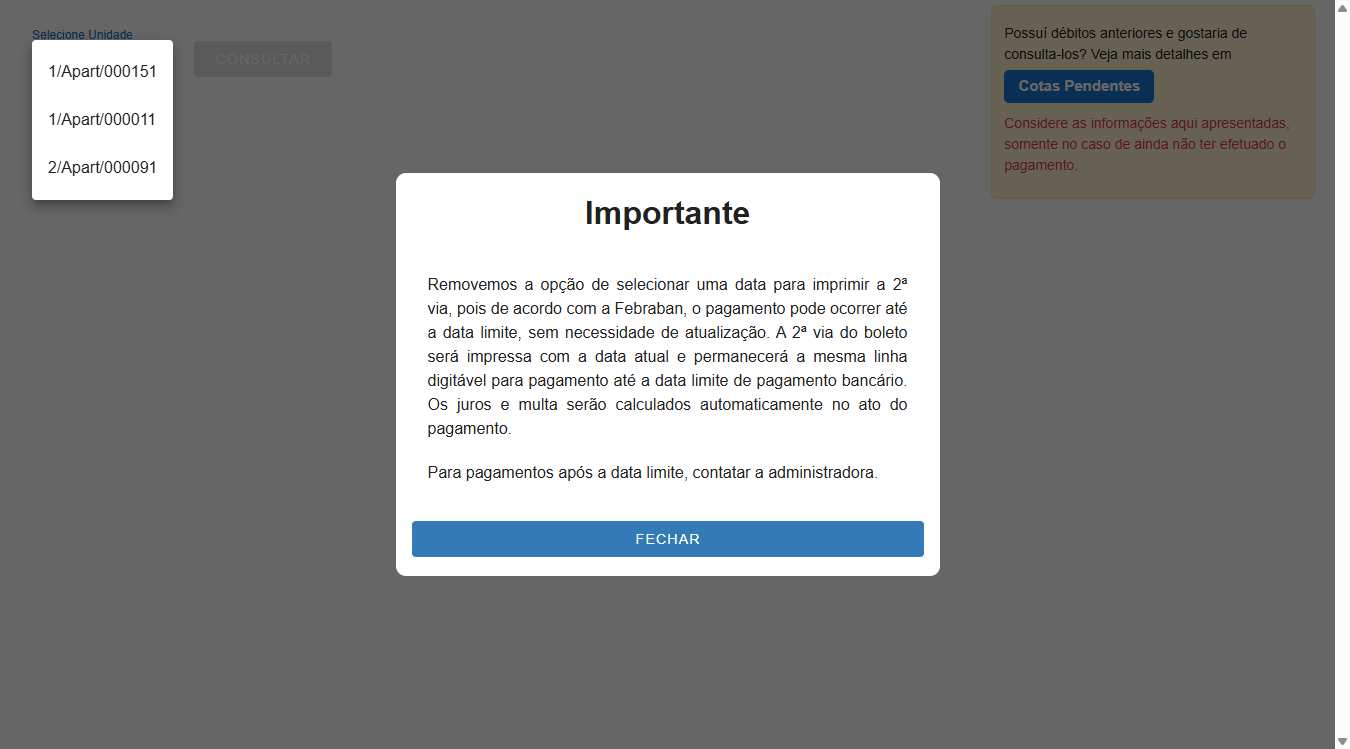 Selecione Unidade
1/Apart/000151
1/Apart/000011
2/Apart/000091
CONSULTAR
Possuí débitos anteriores e gostaria de
consulta-los? Veja mais detalhes em
Cotas Pendentes
Considere as informações aqui apresentadas,
somente no caso de ainda não ter efetuado o
pagamento.
Importante
Removemos a opção de selecionar uma data para imprimir a 2ª
via, pois de acordo com a Febraban, o pagamento pode ocorrer até
a data limite, sem necessidade de atualização. A 2ª via do boleto
será impressa com a data atual e permanecerá a mesma linha
digitável para pagamento até a data limite de pagamento bancário.
Os juros e multa serão calculados automaticamente no ato do
pagamento.
Para pagamentos após a data limite, contatar a administradora.
FECHAR